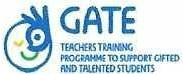 GATE
TEACHERS TRAINING
PROGRAMME TO SUPPORT GIFTED
AND TALENTED STUDENTS